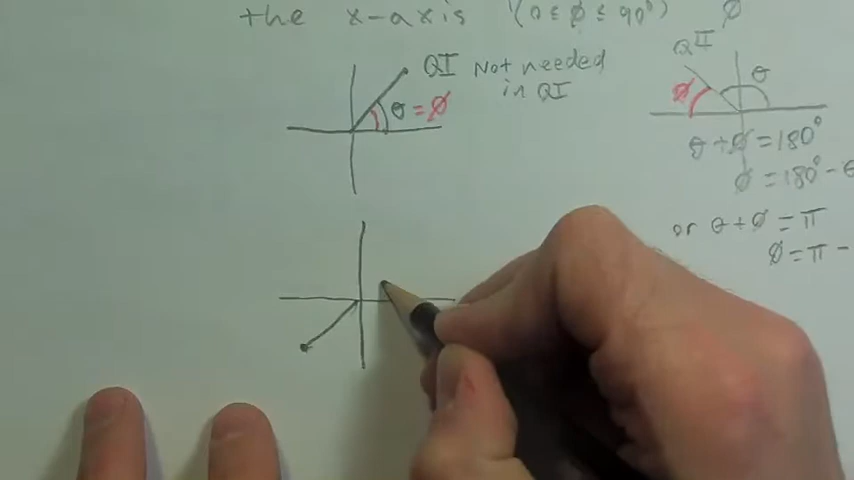 the x-axis (0 ≤ ϕ ≤ 90°) ϕ
QI Not needed
in QI
θ = ϕ
QII
ϕ
θ
θ + ϕ = 180°
ϕ = 180° - θ
or θ + ϕ = π
ϕ = π -